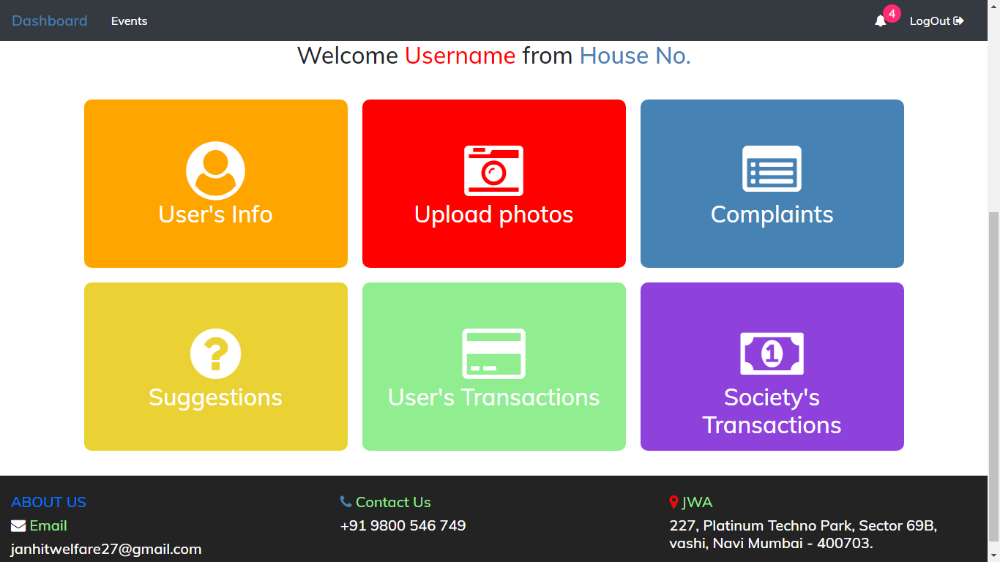 Dashboard Events 4 LogOut
Welcome Username from House No.
User's Info
Upload photos
Complaints
Suggestions
User's Transactions
Society's
Transactions
ABOUT US
Email
janhitwelfare27@gmail.com
Contact Us
+91 9800 546 749
JWA
227, Platinum Techno Park, Sector 69B,
vashi, Navi Mumbai - 400703.